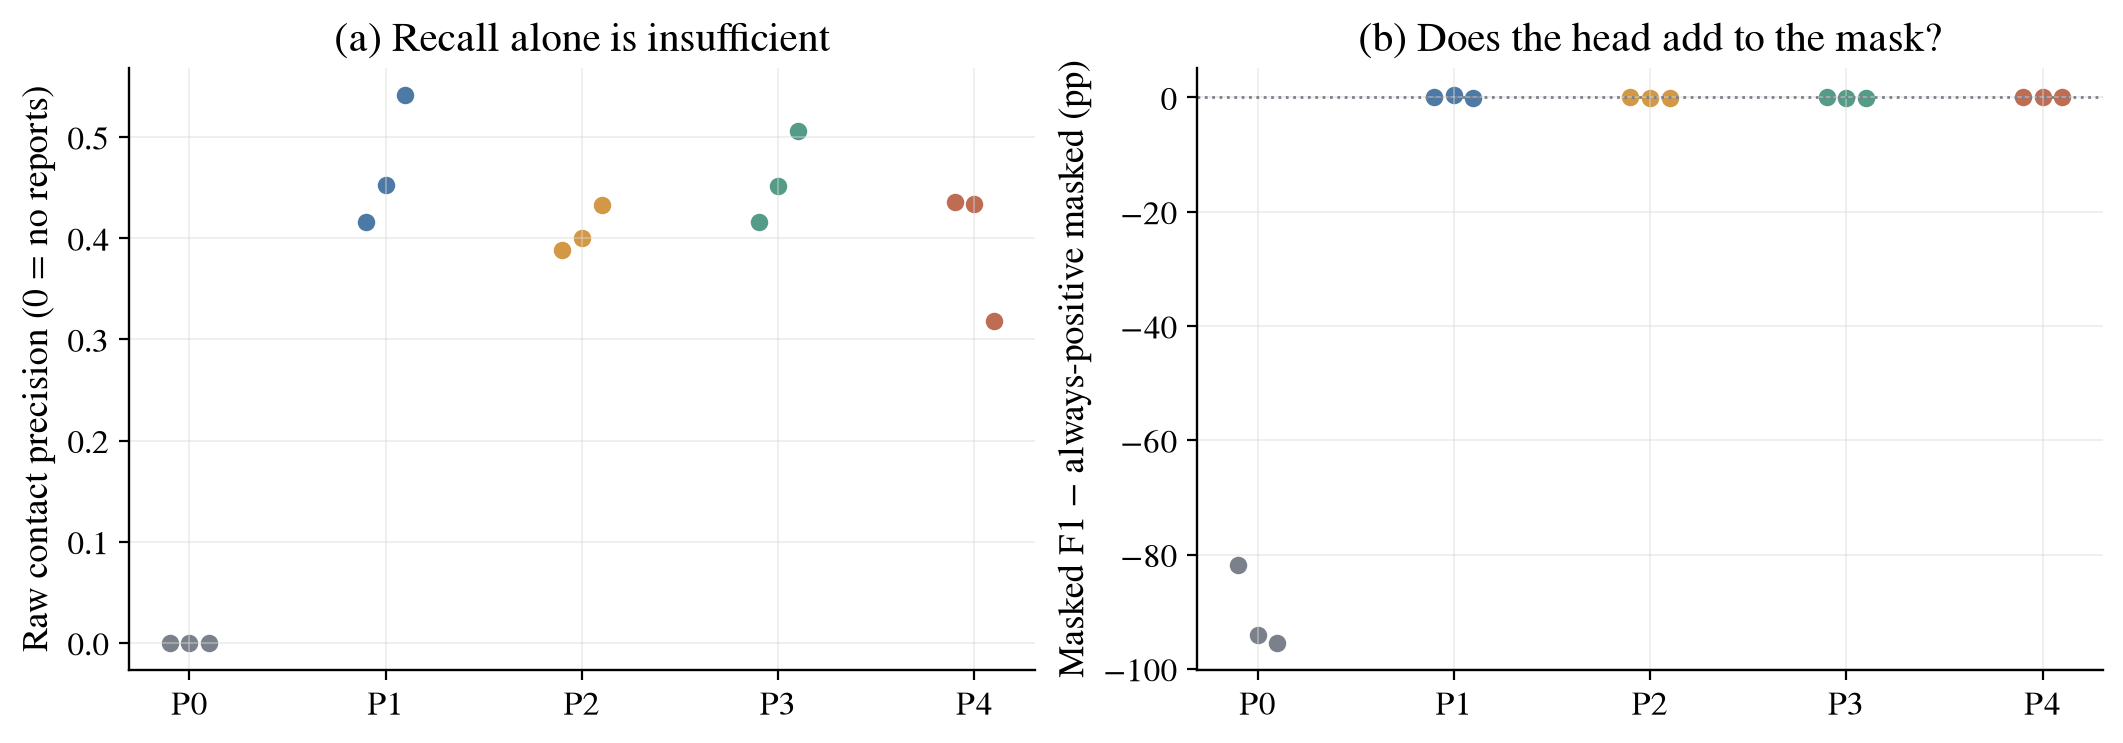 (a) Recall alone is insufficient
Raw contact precision (0 = no reports)
0.5
0.4
0.3
0.2
0.1
0.0
P0 P1 P2 P3 P4
(b) Does the head add to the mask?
Masked F1 − always-positive masked (pp)
0
−20
−40
−60
−80
−100
P0 P1 P2 P3 P4